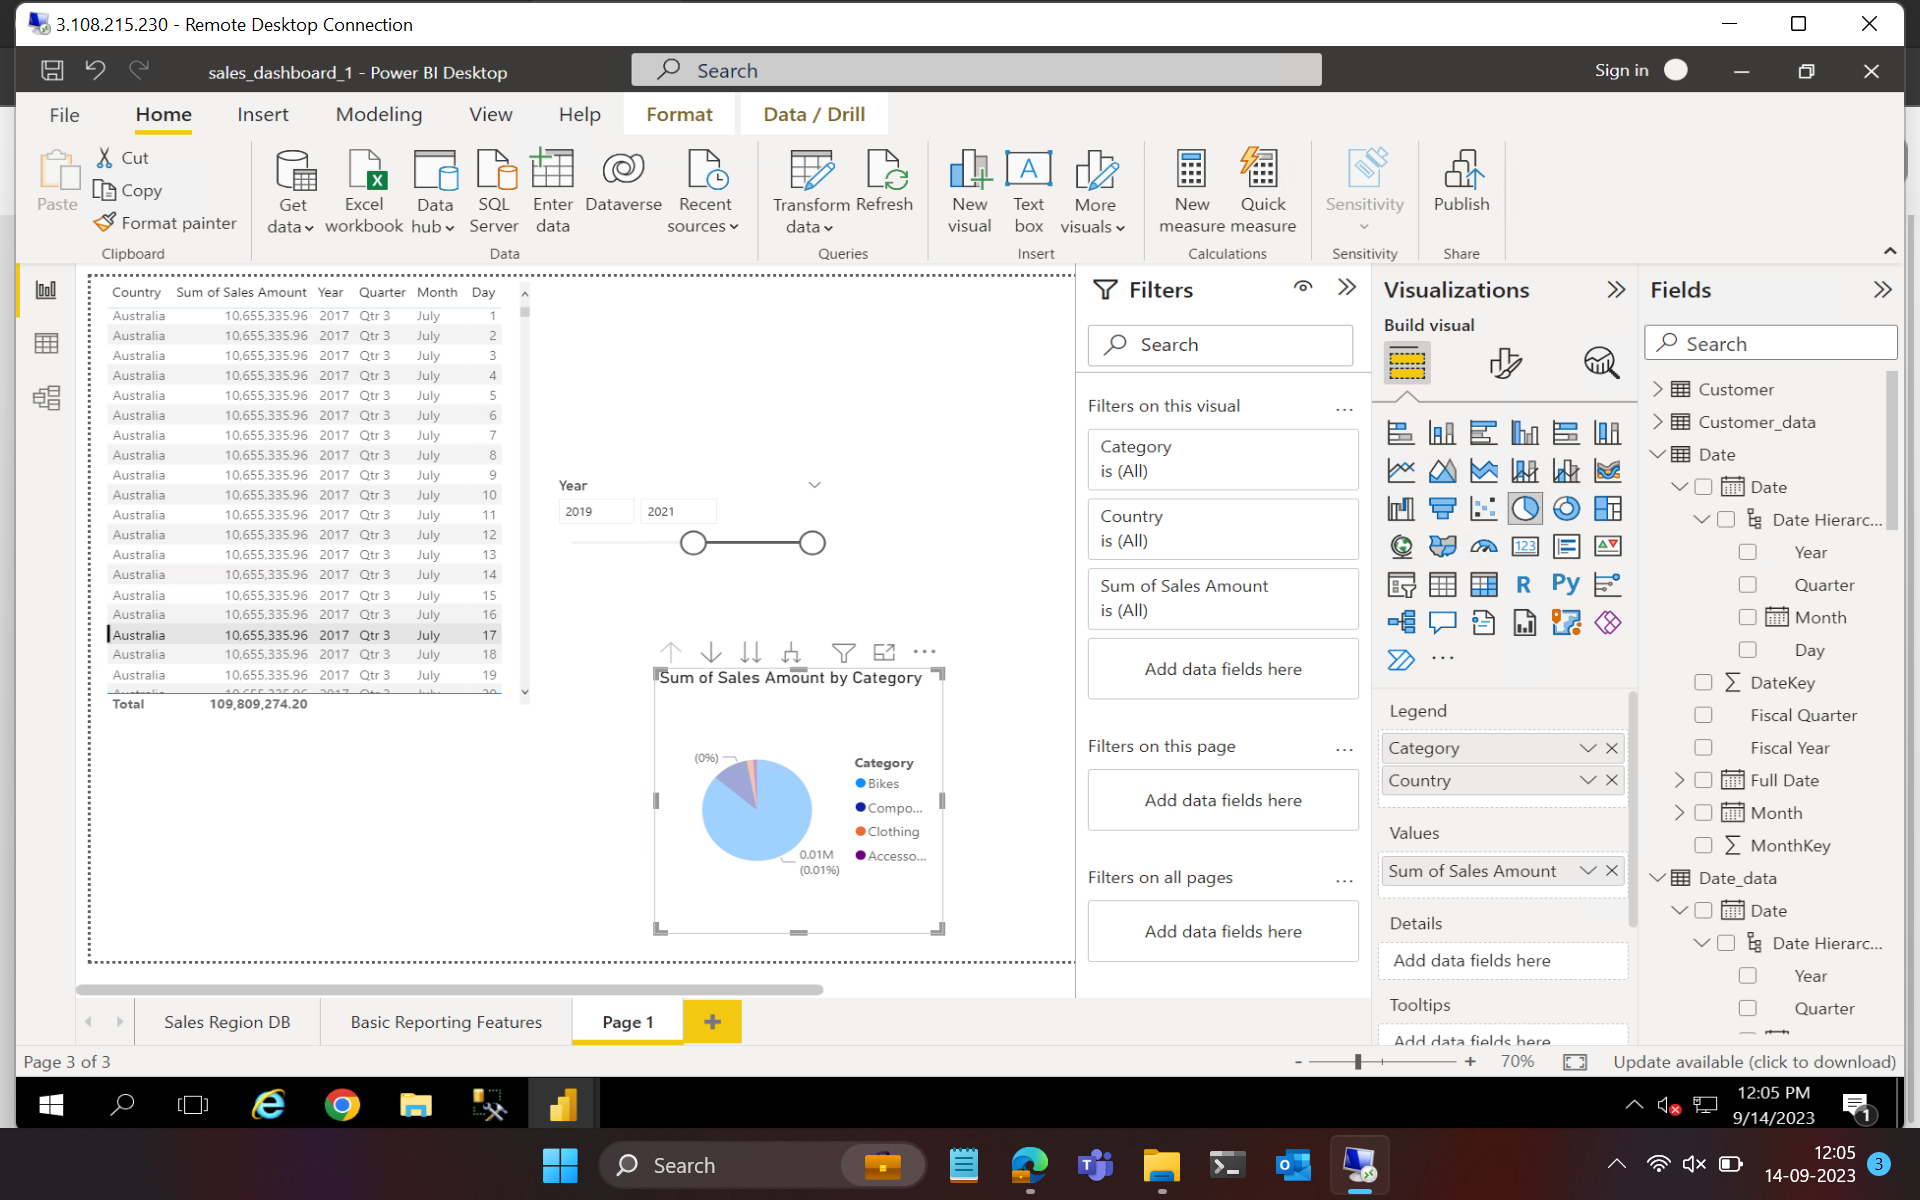 3.108.215.230 - Remote Desktop Connection
sales_dashboard_1 - Power BI Desktop
Search
Sign in
File Home Insert Modeling View Help Format Data / Drill
Paste
Cut
Copy
Format painter
Clipboard
Get data
Excel workbook
Data hub
SQL Server
Enter data
Dataverse
Recent sources
Data
Transform data
Refresh
Queries
New visual
Text box
More visuals
Insert
New measure
Quick measure
Calculations
Sensitivity
Sensitivity
Publish
Share
Country Sum of Sales Amount Year Quarter Month Day
Australia 10,655,335.96 2017 Qtr 3 July 1
Australia 10,655,335.96 2017 Qtr 3 July 2
Australia 10,655,335.96 2017 Qtr 3 July 3
Australia 10,655,335.96 2017 Qtr 3 July 4
Australia 10,655,335.96 2017 Qtr 3 July 5
Australia 10,655,335.96 2017 Qtr 3 July 6
Australia 10,655,335.96 2017 Qtr 3 July 7
Australia 10,655,335.96 2017 Qtr 3 July 8
Australia 10,655,335.96 2017 Qtr 3 July 9
Australia 10,655,335.96 2017 Qtr 3 July 10
Australia 10,655,335.96 2017 Qtr 3 July 11
Australia 10,655,335.96 2017 Qtr 3 July 12
Australia 10,655,335.96 2017 Qtr 3 July 13
Australia 10,655,335.96 2017 Qtr 3 July 14
Australia 10,655,335.96 2017 Qtr 3 July 15
Australia 10,655,335.96 2017 Qtr 3 July 16
Australia 10,655,335.96 2017 Qtr 3 July 17
Australia 10,655,335.96 2017 Qtr 3 July 18
Australia 10,655,335.96 2017 Qtr 3 July 19
Total 109,809,274.20
Year
2019 2021
Sum of Sales Amount by Category
(0%)
0.01M
(0.01%)
Category
Bikes
Compo...
Clothing
Accesso...
Filters
Search
Filters on this visual ...
Category
is (All)
Country
is (All)
Sum of Sales Amount
is (All)
Add data fields here
Filters on this page ...
Add data fields here
Filters on all pages ...
Add data fields here
Visualizations
Build visual
123
R Py
...
Legend
Category
Country
Values
Sum of Sales Amount
Details
Add data fields here
Tooltips
Add data fields here
Fields
Search
Customer
Customer_data
Date
Date
Date Hierarc...
Year
Quarter
Month
Day
DateKey
Fiscal Quarter
Fiscal Year
Full Date
Month
MonthKey
Date_data
Date
Date Hierarc...
Year
Quarter
Sales Region DB Basic Reporting Features Page 1 +
Page 3 of 3
- + 70%
Update available (click to download)
12:05 PM
9/14/2023
1
Search
12:05
14-09-2023
3